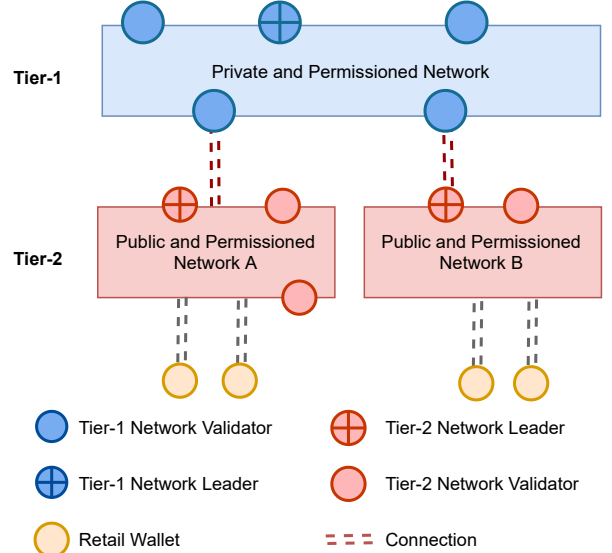 Tier-1
Private and Permissioned Network
Tier-2
Public and Permissioned
Network A
Public and Permissioned
Network B
Tier-1 Network Validator
Tier-2 Network Leader
Tier-1 Network Leader
Tier-2 Network Validator
Retail Wallet
Connection